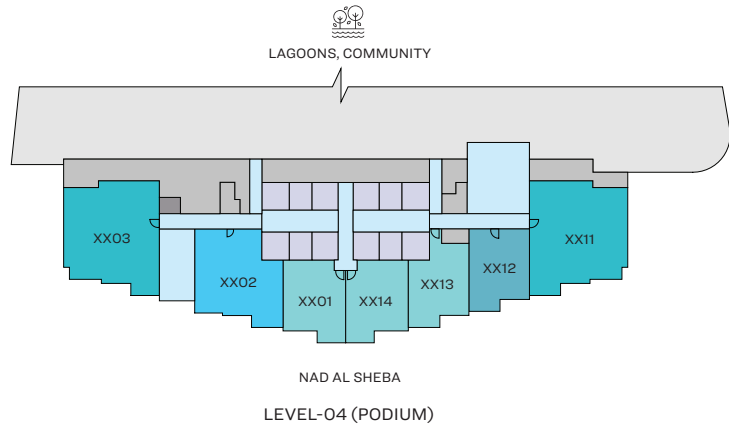 LAGOONS, COMMUNITY
XX03
XX11
XX02
XX12
XX01
XX14
XX13
NAD AL SHEBA
LEVEL-04 (PODIUM)